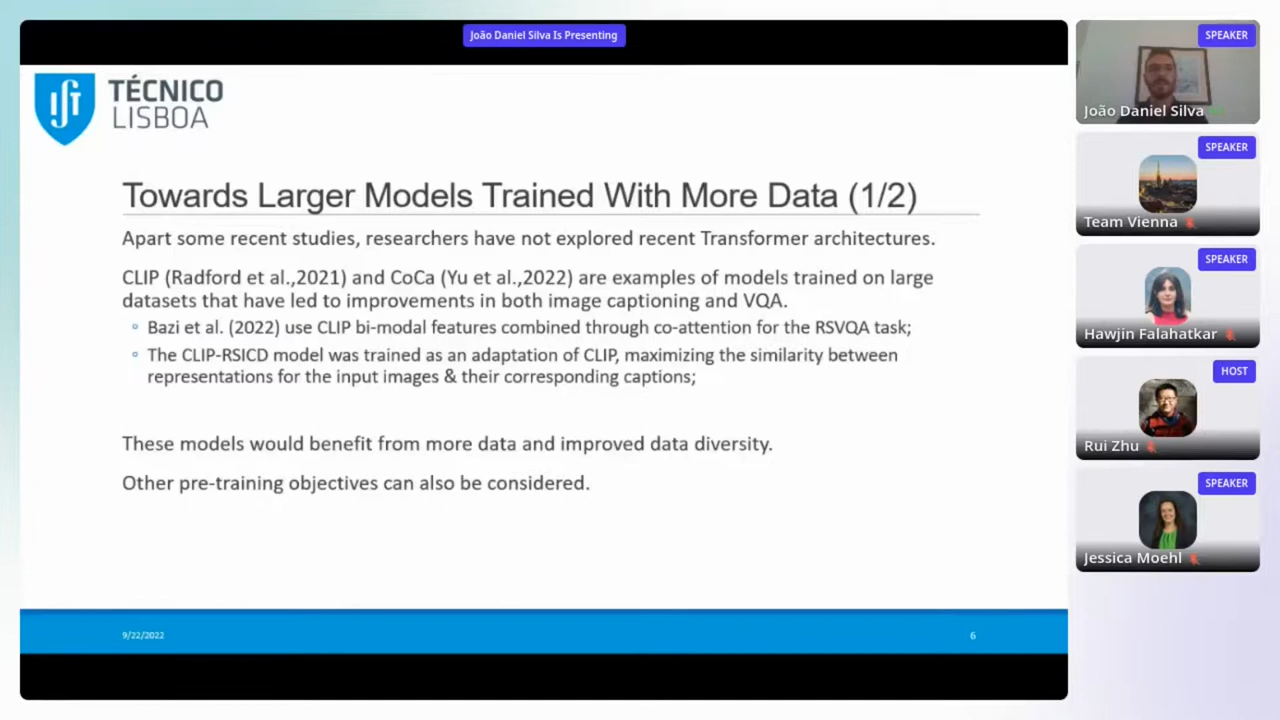 João Daniel Silva Is Presenting
TÉCNICO
LISBOA
Towards Larger Models Trained With More Data (1/2)
Apart some recent studies, researchers have not explored recent Transformer architectures.
CLIP (Radford et al.,2021) and CoCa (Yu et al.,2022) are examples of models trained on large
datasets that have led to improvements in both image captioning and VQA.
◦ Bazi et al. (2022) use CLIP bi-modal features combined through co-attention for the RSVQA task;
◦ The CLIP-RSICD model was trained as an adaptation of CLIP, maximizing the similarity between
representations for the input images & their corresponding captions;
These models would benefit from more data and improved data diversity.
Other pre-training objectives can also be considered.
9/22/2022
6
SPEAKER
João Daniel Silva
SPEAKER
Team Vienna
SPEAKER
Hawjin Falahatkar
HOST
Rui Zhu
SPEAKER
Jessica Moehl